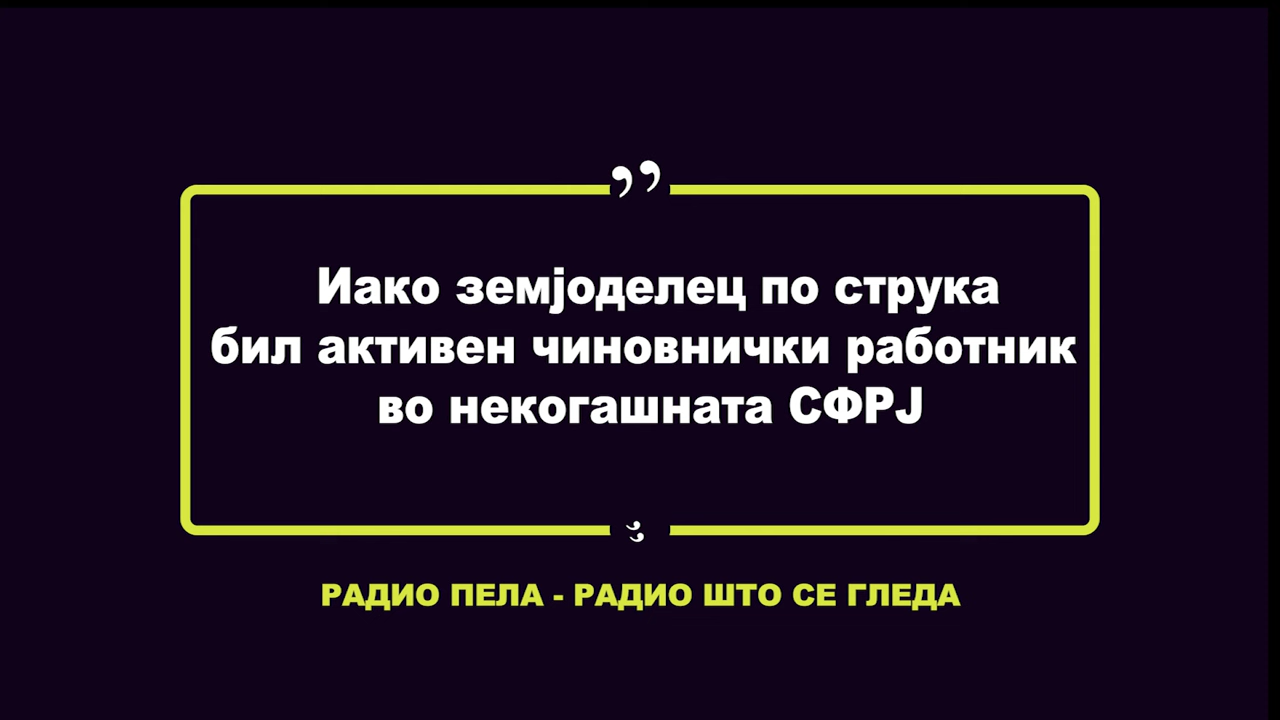 Иако земјоделец по струка
бил активен чиновнички работник
во некогашната СФРЈ
РАДИО ПЕЛА - РАДИО ШТО СЕ ГЛЕДА